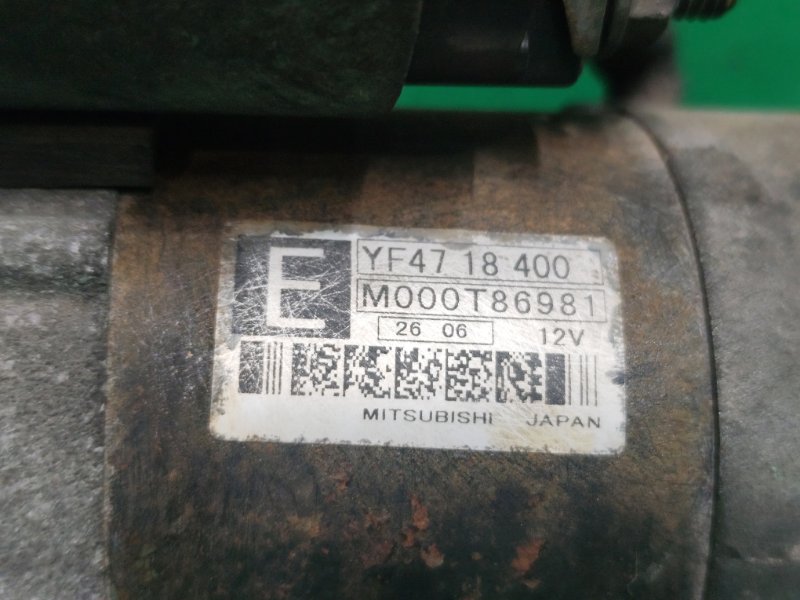 E
YF47 18 400
M000T86981
26 06 12V
MITSUBISHI JAPAN